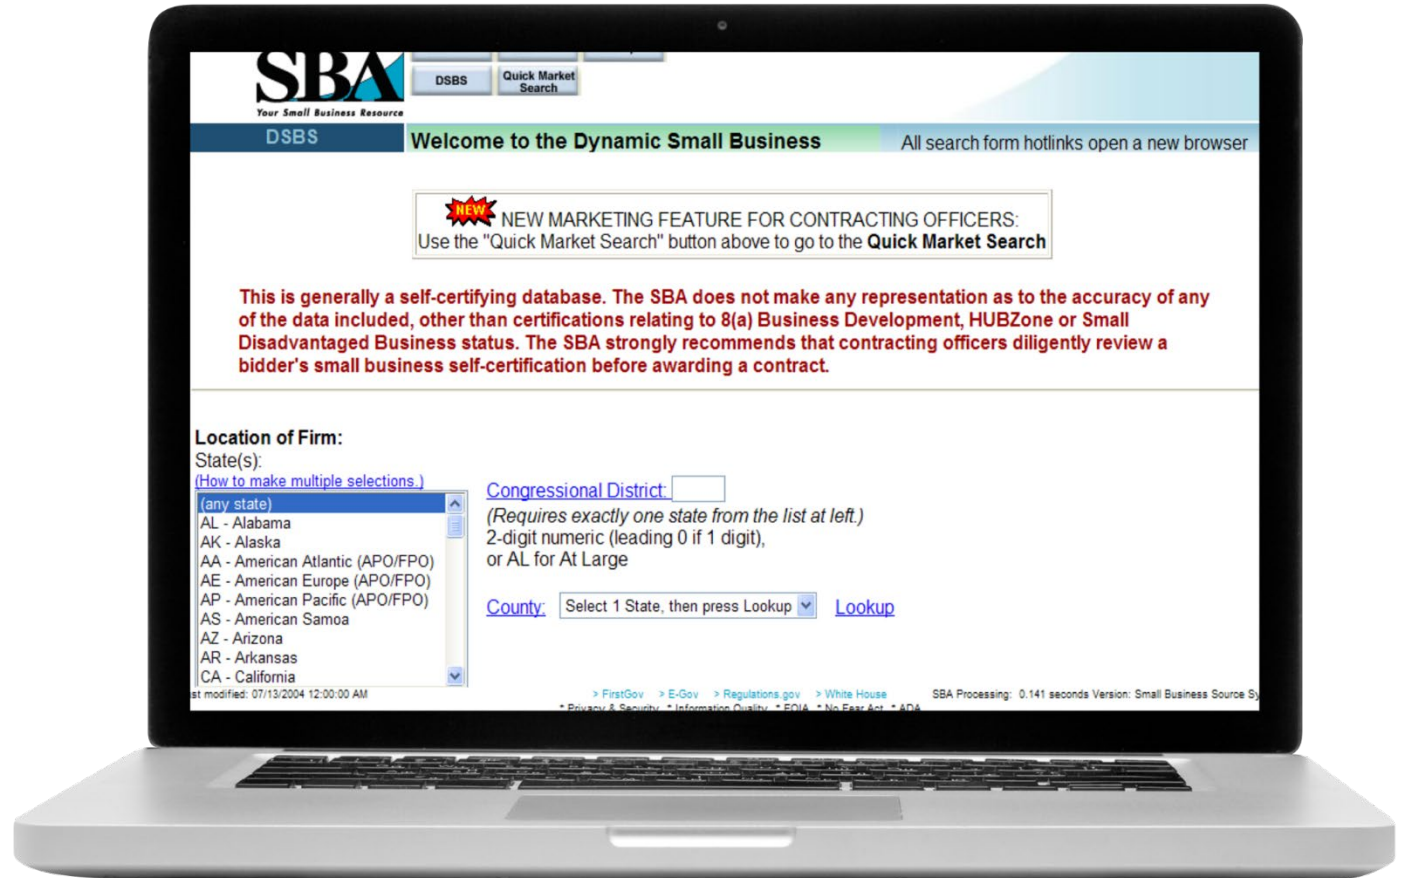 SBA
Your Small Business Resource
DSBS
Quick Market
Search
DSBS
Welcome to the Dynamic Small Business
All search form hotlinks open a new browser
NEW
NEW MARKETING FEATURE FOR CONTRACTING OFFICERS:
Use the "Quick Market Search" button above to go to the Quick Market Search
This is generally a self-certifying database. The SBA does not make any representation as to the accuracy of any
of the data included, other than certifications relating to 8(a) Business Development, HUBZone or Small
Disadvantaged Business status. The SBA strongly recommends that contracting officers diligently review a
bidder's small business self-certification before awarding a contract.
Location of Firm:
State(s):
(How to make multiple selections.)
(any state)
AL - Alabama
AK - Alaska
AA - American Atlantic (APO/FPO)
AE - American Europe (APO/FPO)
AP - American Pacific (APO/FPO)
AS - American Samoa
AZ - Arizona
AR - Arkansas
CA - California
Congressional District:
(Requires exactly one state from the list at left.)
2-digit numeric (leading 0 if 1 digit),
or AL for At Large
County: Select 1 State, then press Lookup Lookup
modified: 07/13/2004 12:00:00 AM
> FirstGov > E-Gov > Regulations.gov > White House
SBA Processing: 0.141 seconds Version: Small Business Source Sy
* Privacy & Security * Information Quality * FOIA * No Fear Act * ADA